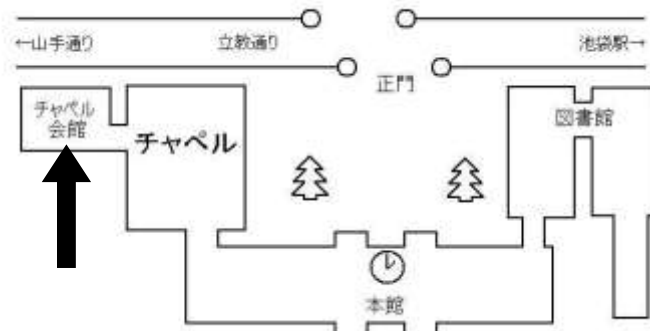 ←山手通り
立教通り
池袋駅→
正門
チャペル
会館
チャペル
図書館
本館